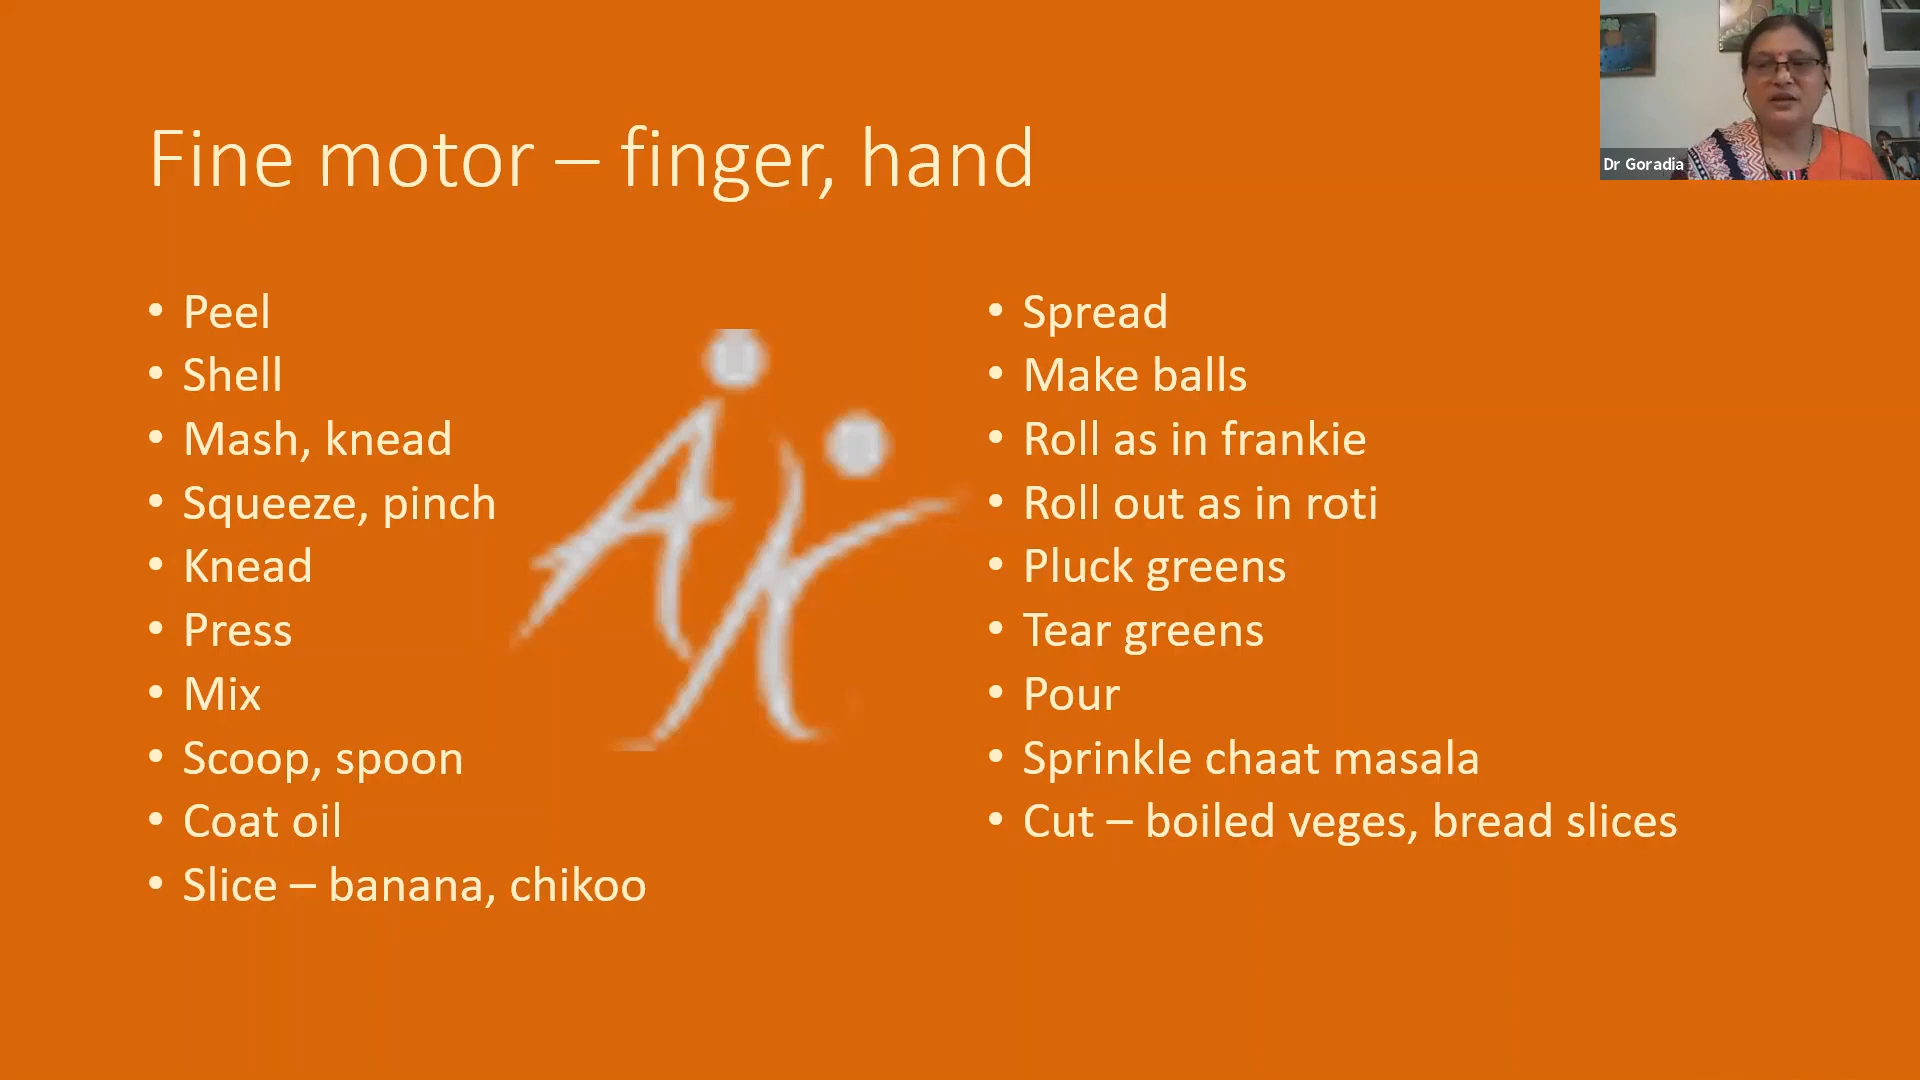 Fine motor – finger, hand
• Peel
• Shell
• Mash, knead
• Squeeze, pinch
• Knead
• Press
• Mix
• Scoop, spoon
• Coat oil
• Slice – banana, chikoo
• Spread
• Make balls
• Roll as in frankie
• Roll out as in roti
• Pluck greens
• Tear greens
• Pour
• Sprinkle chaat masala
• Cut – boiled veges, bread slices
AK
Dr Goradia